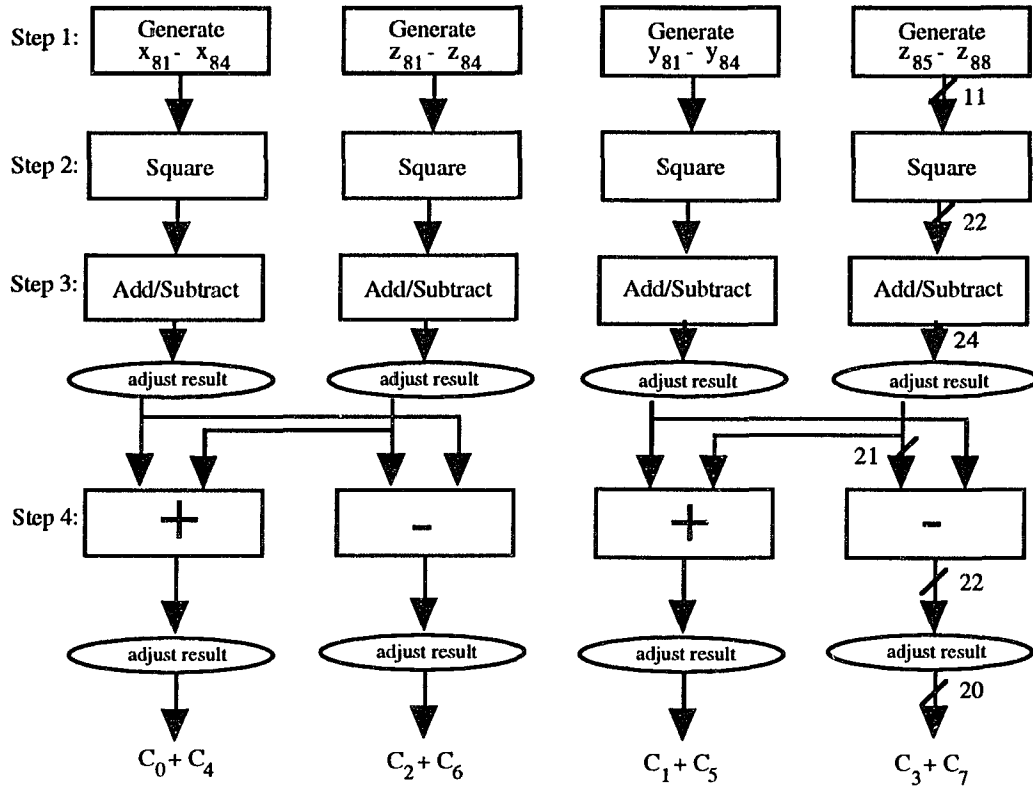 Step 1:
Generate
x81 - x84
Generate
z81 - z84
Generate
y81 - y84
Generate
z85 - z88
11
Step 2:
Square
Square
Square
Square
22
Step 3:
Add/Subtract
Add/Subtract
Add/Subtract
Add/Subtract
24
adjust result
adjust result
adjust result
adjust result
21
Step 4:
+
-
+
-
22
adjust result
adjust result
adjust result
adjust result
20
C0 + C4
C2 + C6
C1 + C5
C3 + C7